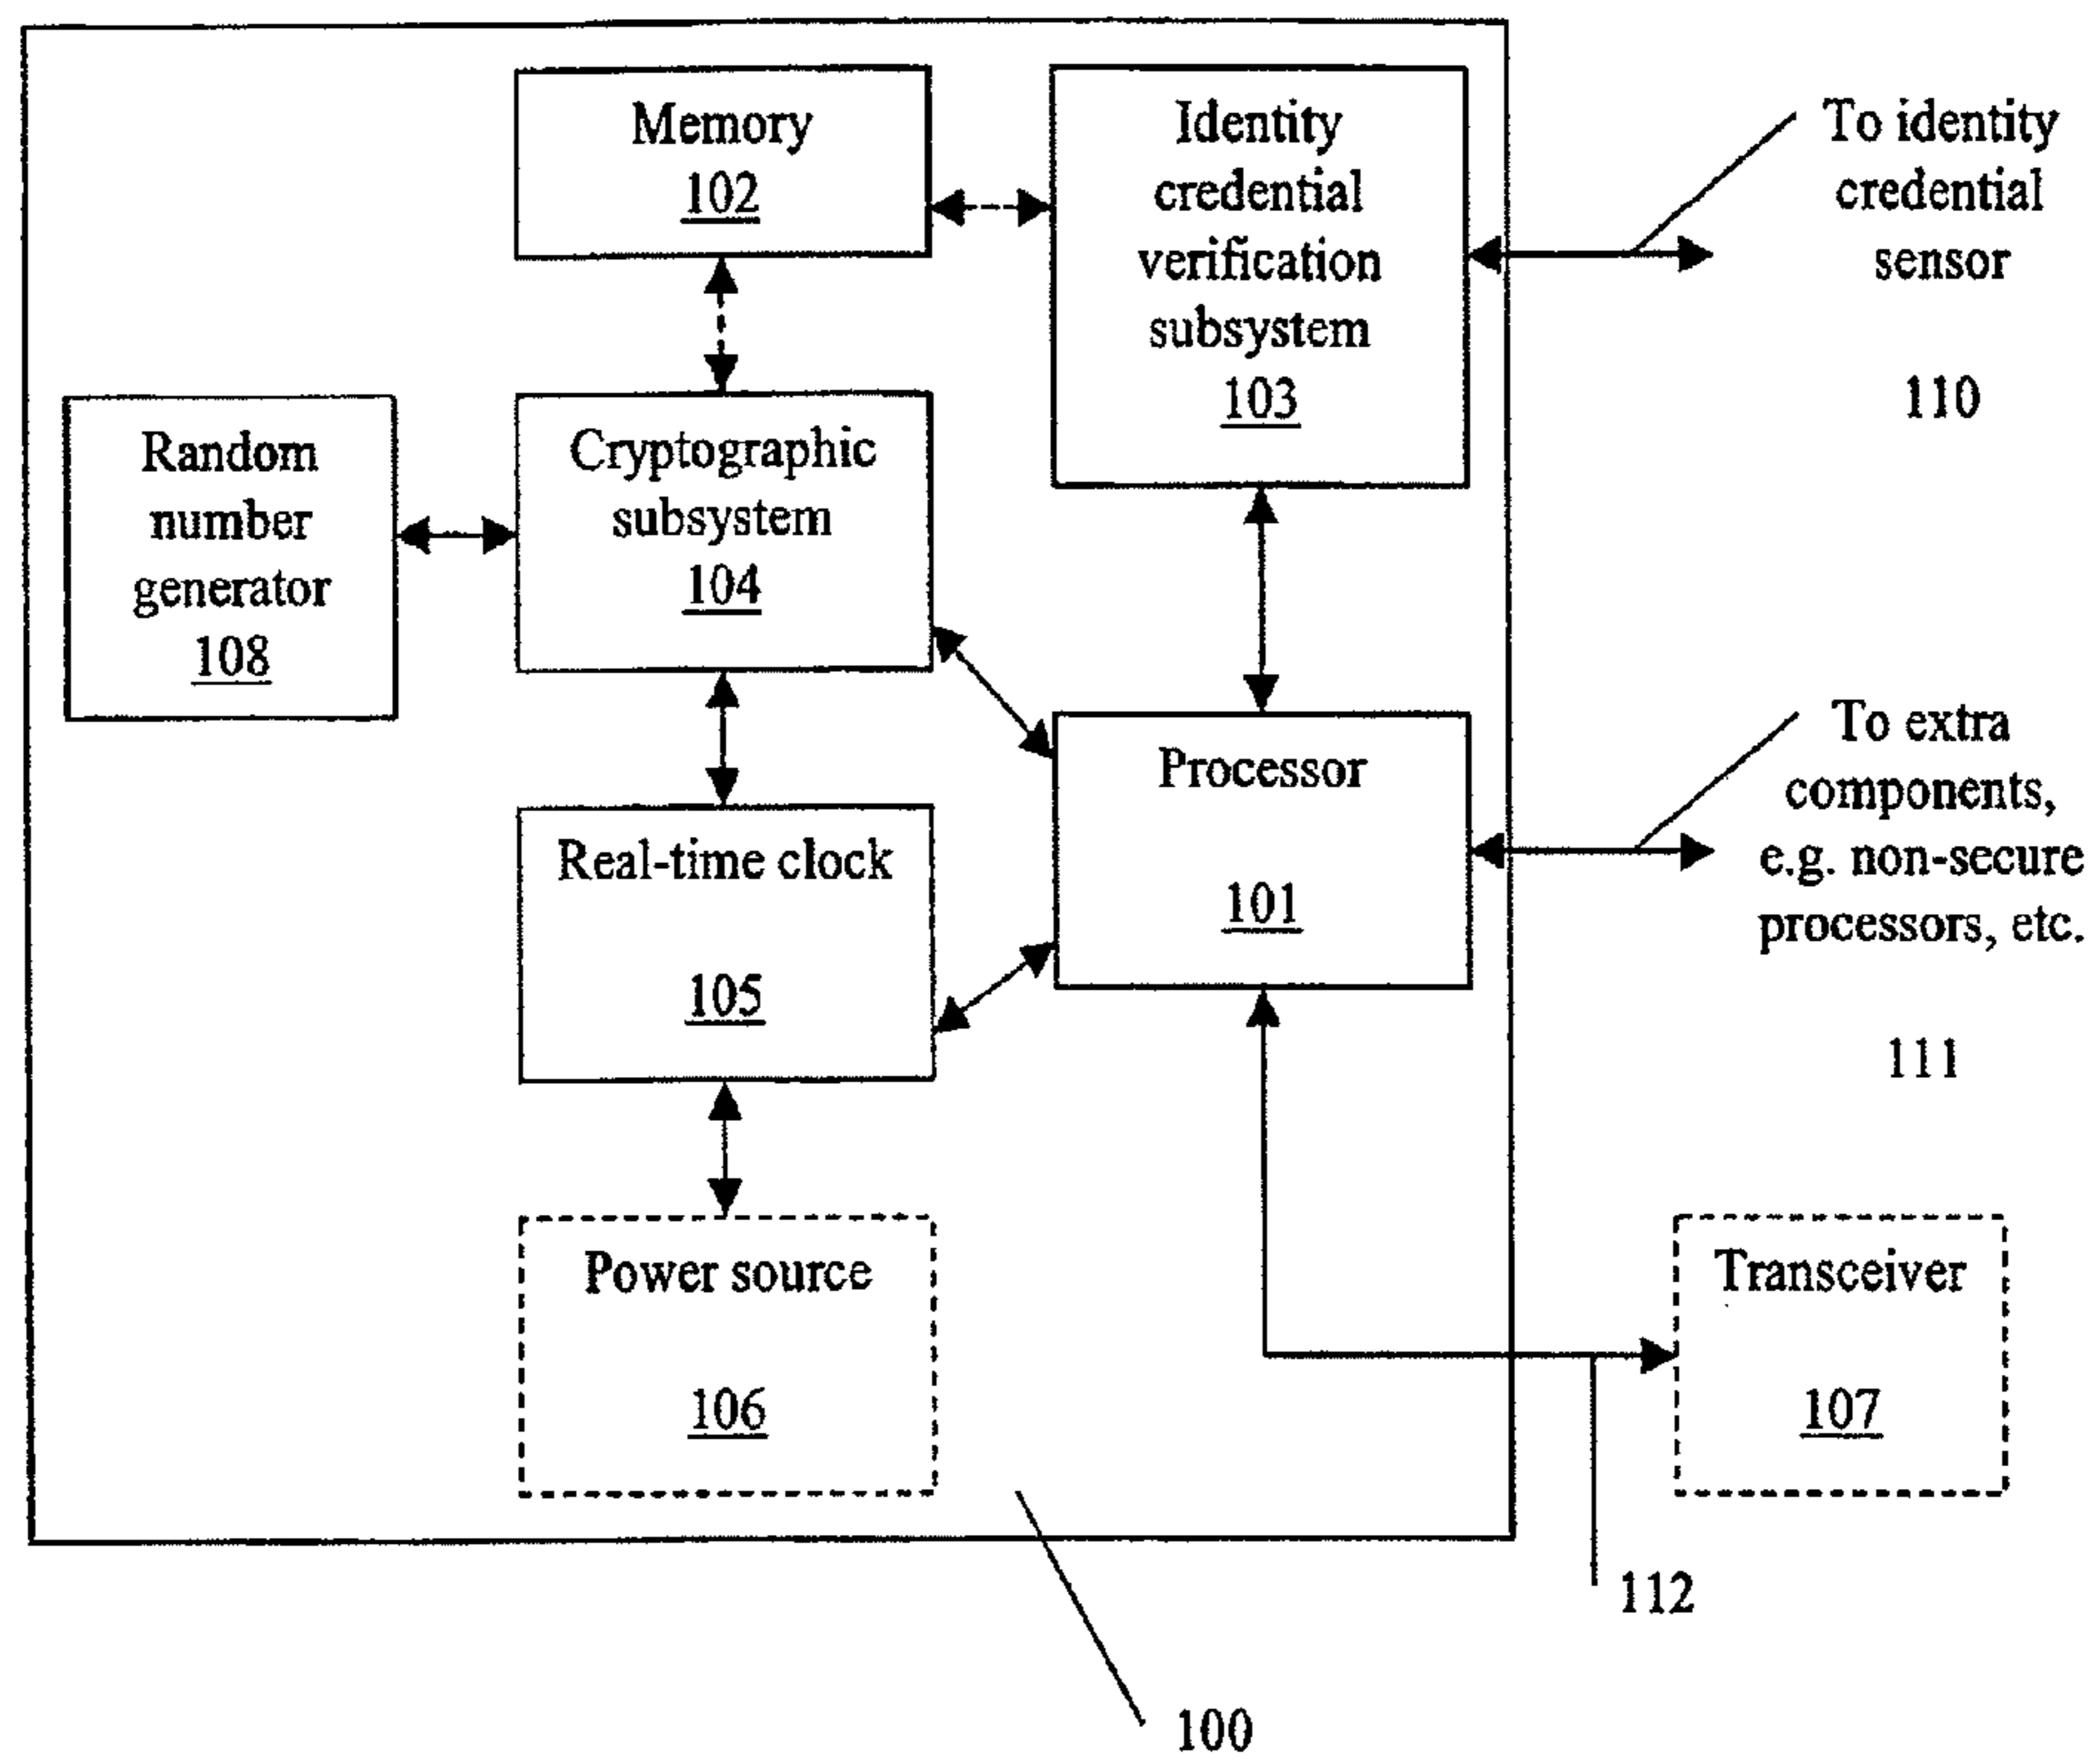 Memory
102
Identity
credential
verification
subsystem
103
To identity
credential
sensor
110
Random
number
generator
108
Cryptographic
subsystem
104
Processor
101
To extra
components,
e.g. non-secure
processors, etc.
111
Real-time clock
105
Power source
106
Transceiver
107
112
100